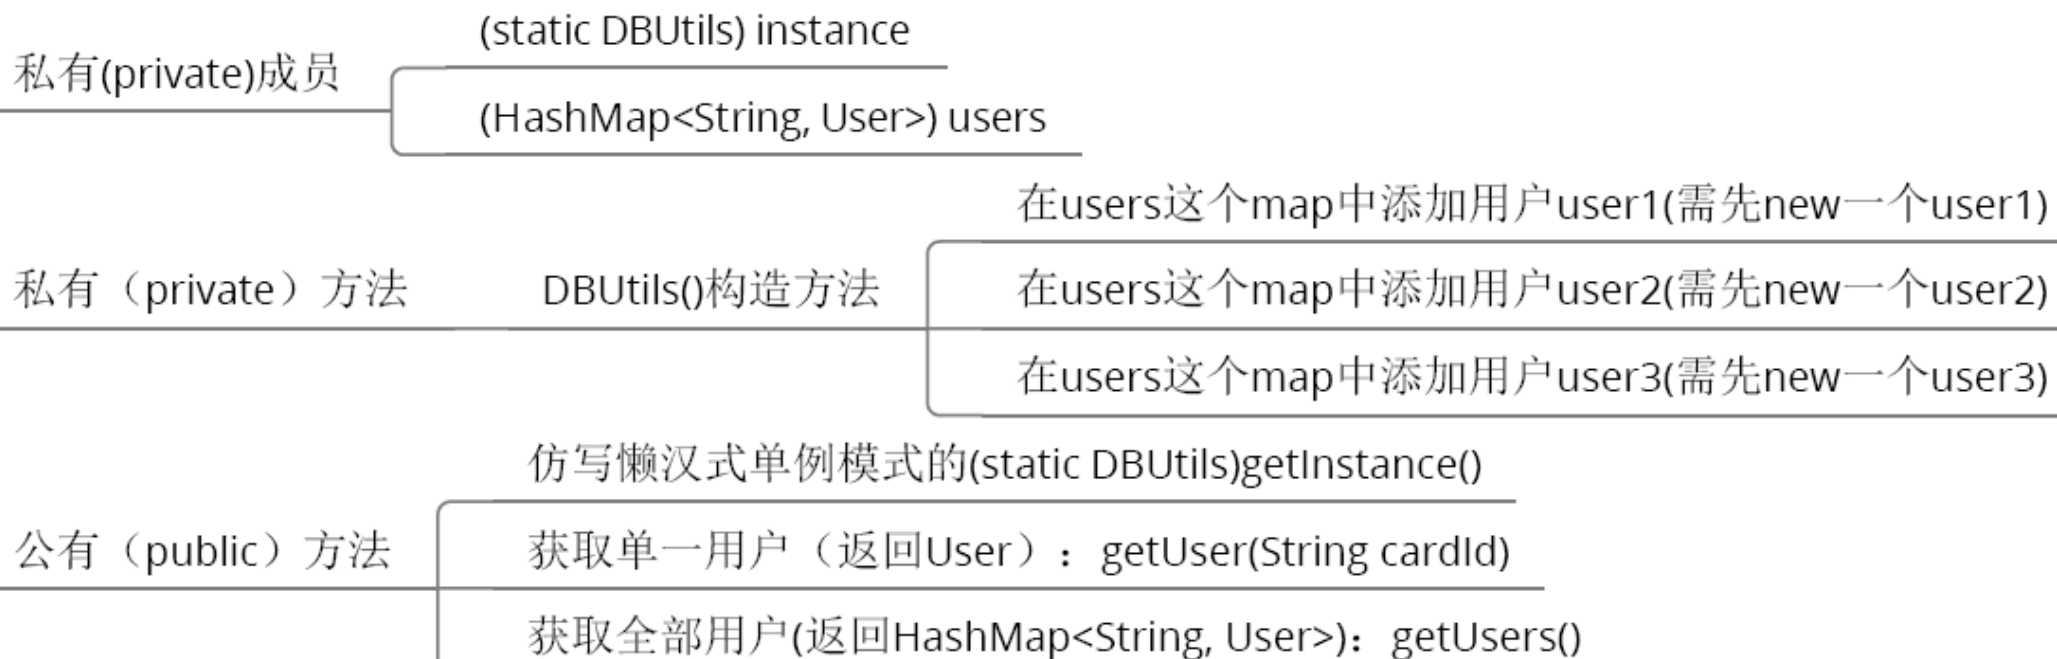 私有(private)成员
(static DBUtils) instance
(HashMap<String, User>) users
私有（private）方法
DBUtils()构造方法
在users这个map中添加用户user1(需先new一个user1)
在users这个map中添加用户user2(需先new一个user2)
在users这个map中添加用户user3(需先new一个user3)
公有（public）方法
仿写懒汉式单例模式的(static DBUtils)getInstance()
获取单一用户（返回User）：getUser(String cardId)
获取全部用户(返回HashMap<String, User>)：getUsers()